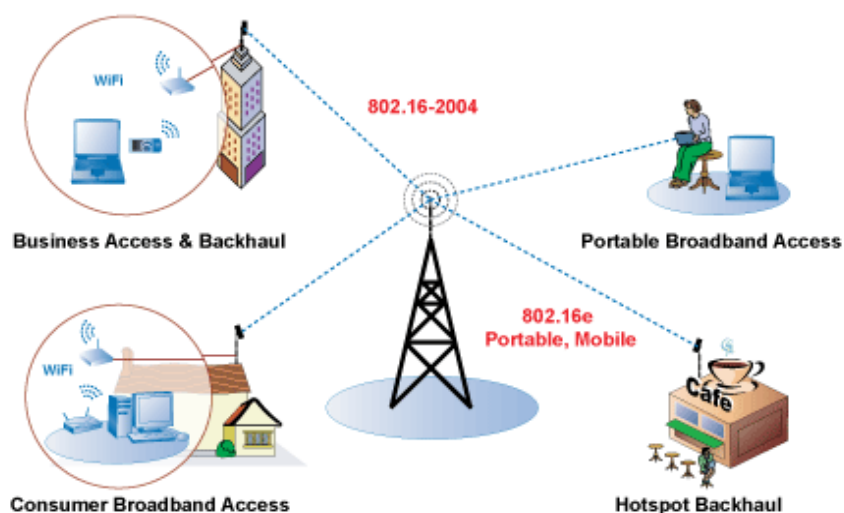 WiFi
802.16-2004
Business Access & Backhaul
Portable Broadband Access
802.16e
Portable, Mobile
WiFi
Cafe
Consumer Broadband Access
Hotspot Backhaul